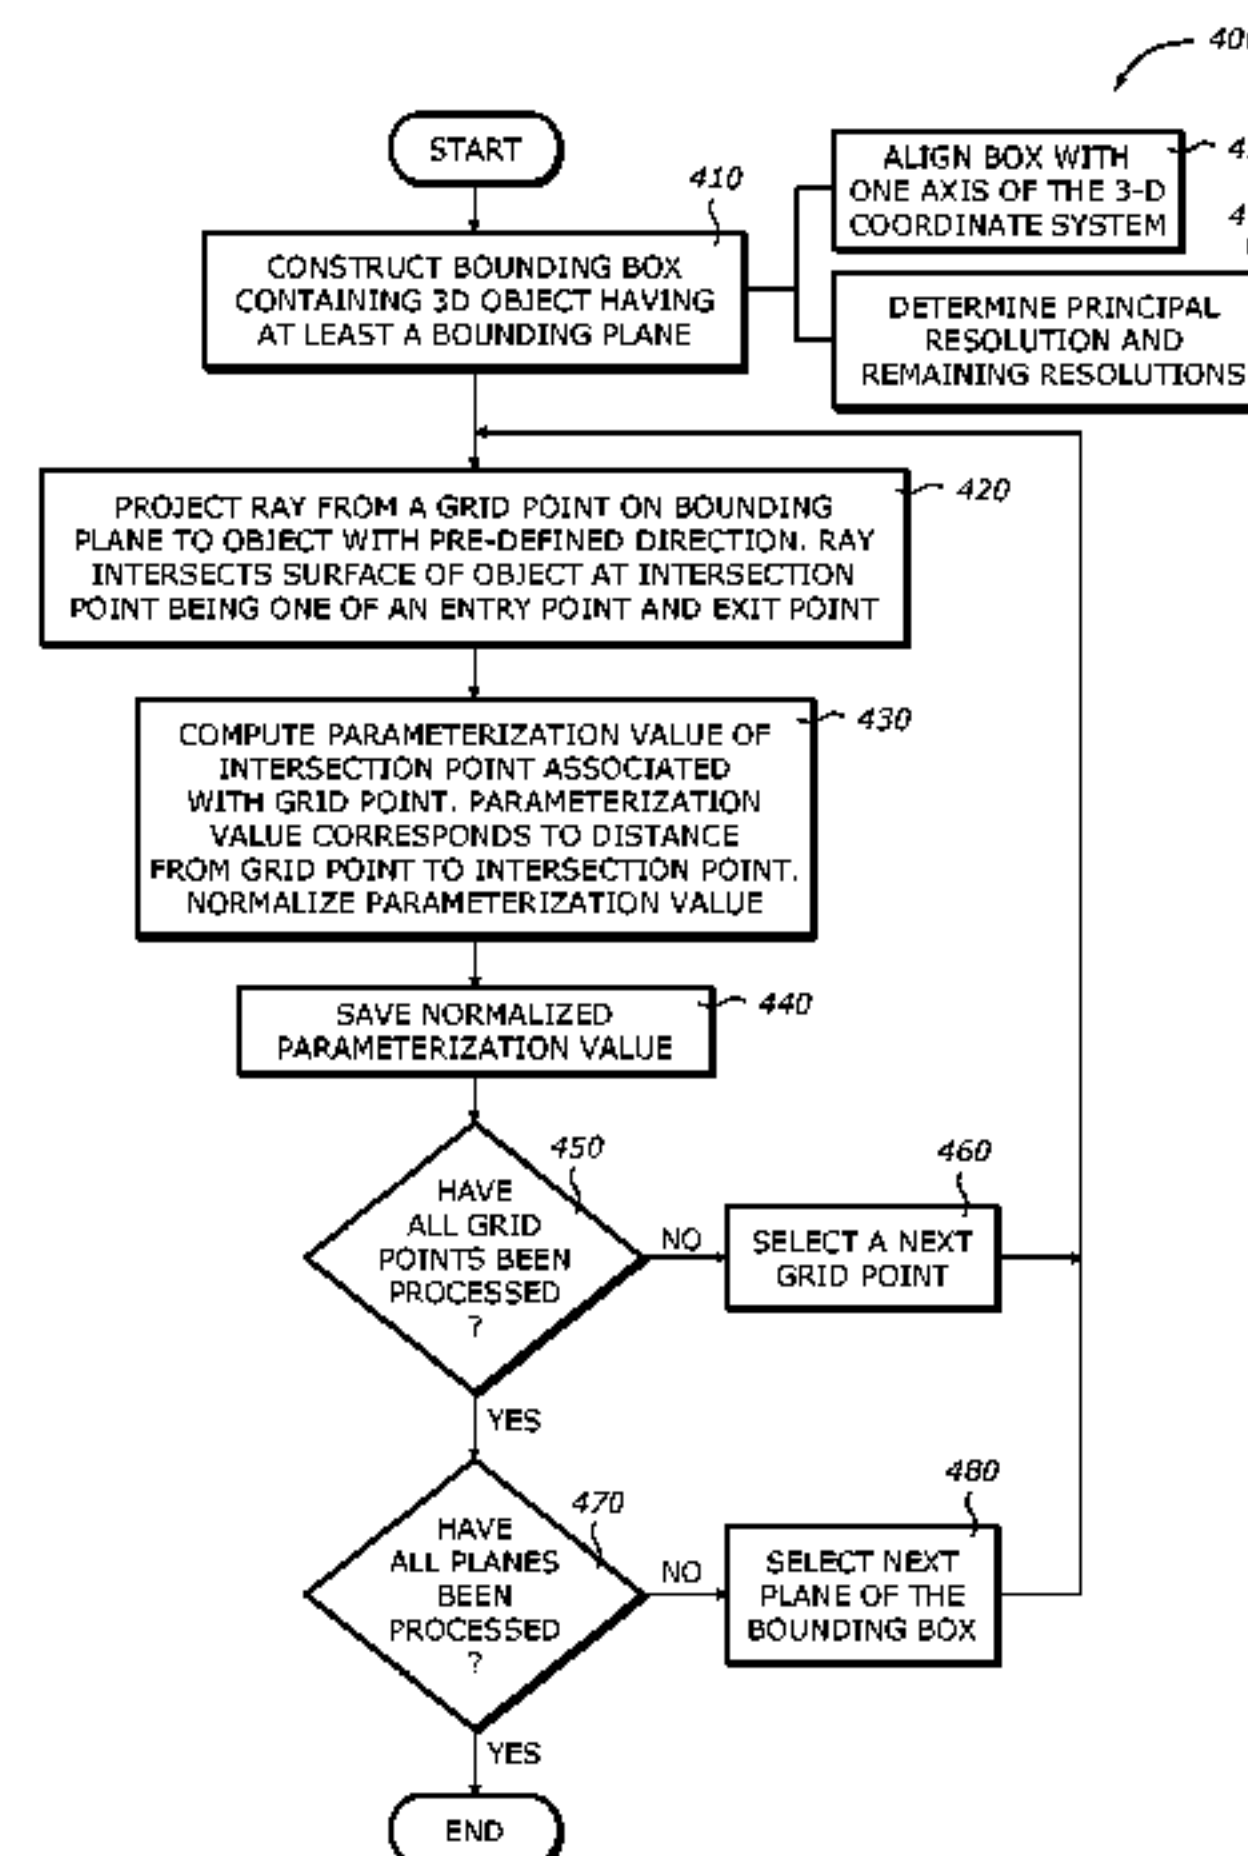 START
410
CONSTRUCT BOUNDING BOX
CONTAINING 3D OBJECT HAVING
AT LEAST A BOUNDING PLANE
ALIGN BOX WITH
ONE AXIS OF THE 3-D
COORDINATE SYSTEM
DETERMINE PRINCIPAL
RESOLUTION AND
REMAINING RESOLUTIONS
PROJECT RAY FROM A GRID POINT ON BOUNDING
PLANE TO OBJECT WITH PRE-DEFINED DIRECTION. RAY
INTERSECTS SURFACE OF OBJECT AT INTERSECTION
POINT BEING ONE OF AN ENTRY POINT AND EXIT POINT
420
COMPUTE PARAMETERIZATION VALUE OF
INTERSECTION POINT ASSOCIATED
WITH GRID POINT. PARAMETERIZATION
VALUE CORRESPONDS TO DISTANCE
FROM GRID POINT TO INTERSECTION POINT.
NORMALIZE PARAMETERIZATION VALUE
430
SAVE NORMALIZED
PARAMETERIZATION VALUE
440
HAVE
ALL GRID
POINTS BEEN
PROCESSED
?
450
NO
460
SELECT A NEXT
GRID POINT
YES
HAVE
ALL PLANES
BEEN
PROCESSED
?
470
NO
480
SELECT NEXT
PLANE OF THE
BOUNDING BOX
YES
END